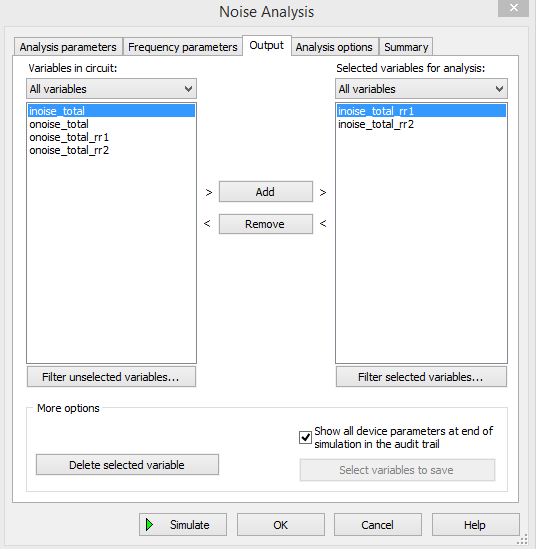 Noise Analysis
Analysis parameters
Frequency parameters
Output
Analysis options
Summary
Variables in circuit:
All variables
inoise_total
onoise_total
onoise_total_rr1
onoise_total_rr2
Filter unselected variables...
> Add >
< Remove <
Selected variables for analysis:
All variables
inoise_total_rr1
inoise_total_rr2
Filter selected variables...
More options
Delete selected variable
Show all device parameters at end of
simulation in the audit trail
Select variables to save
Simulate
OK
Cancel
Help